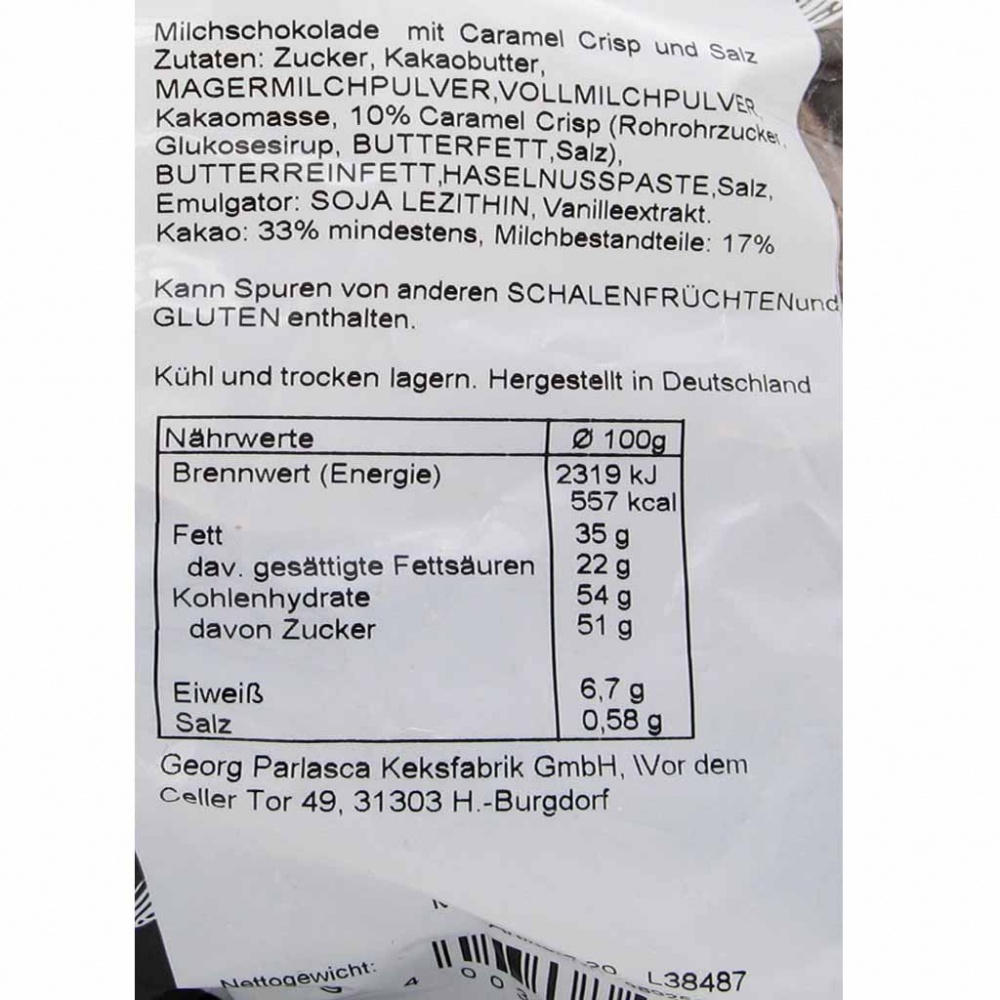 Milchschokolade mit Caramel Crisp und Salz
Zutaten: Zucker, Kakaobutter,
MAGERMILCHPULVER,VOLLMILCHPULVER,
Kakaomasse, 10% Caramel Crisp (Rohrohrzucker,
Glukosesirup, BUTTERFETT,Salz),
BUTTERREINFETT,HASELNUSSPASTE,Salz,
Emulgator: SOJA LEZITHIN, Vanilleextrakt.
Kakao: 33% mindestens, Milchbestandteile: 17%
Kann Spuren von anderen SCHALENFRÜCHTENund
GLUTEN enthalten.
Kühl und trocken lagern. Hergestellt in Deutschland
Nährwerte Ø 100g
Brennwert (Energie) 2319 kJ
557 kcal
Fett 35 g
dav. gesättigte Fettsäuren 22 g
Kohlenhydrate 54 g
davon Zucker 51 g
Eiweiß 6,7 g
Salz 0,58 g
Georg Parlasca Keksfabrik GmbH, \Vor dem
Celler Tor 49, 31303 H.-Burgdorf
Nettogewicht:
L38487
4 00